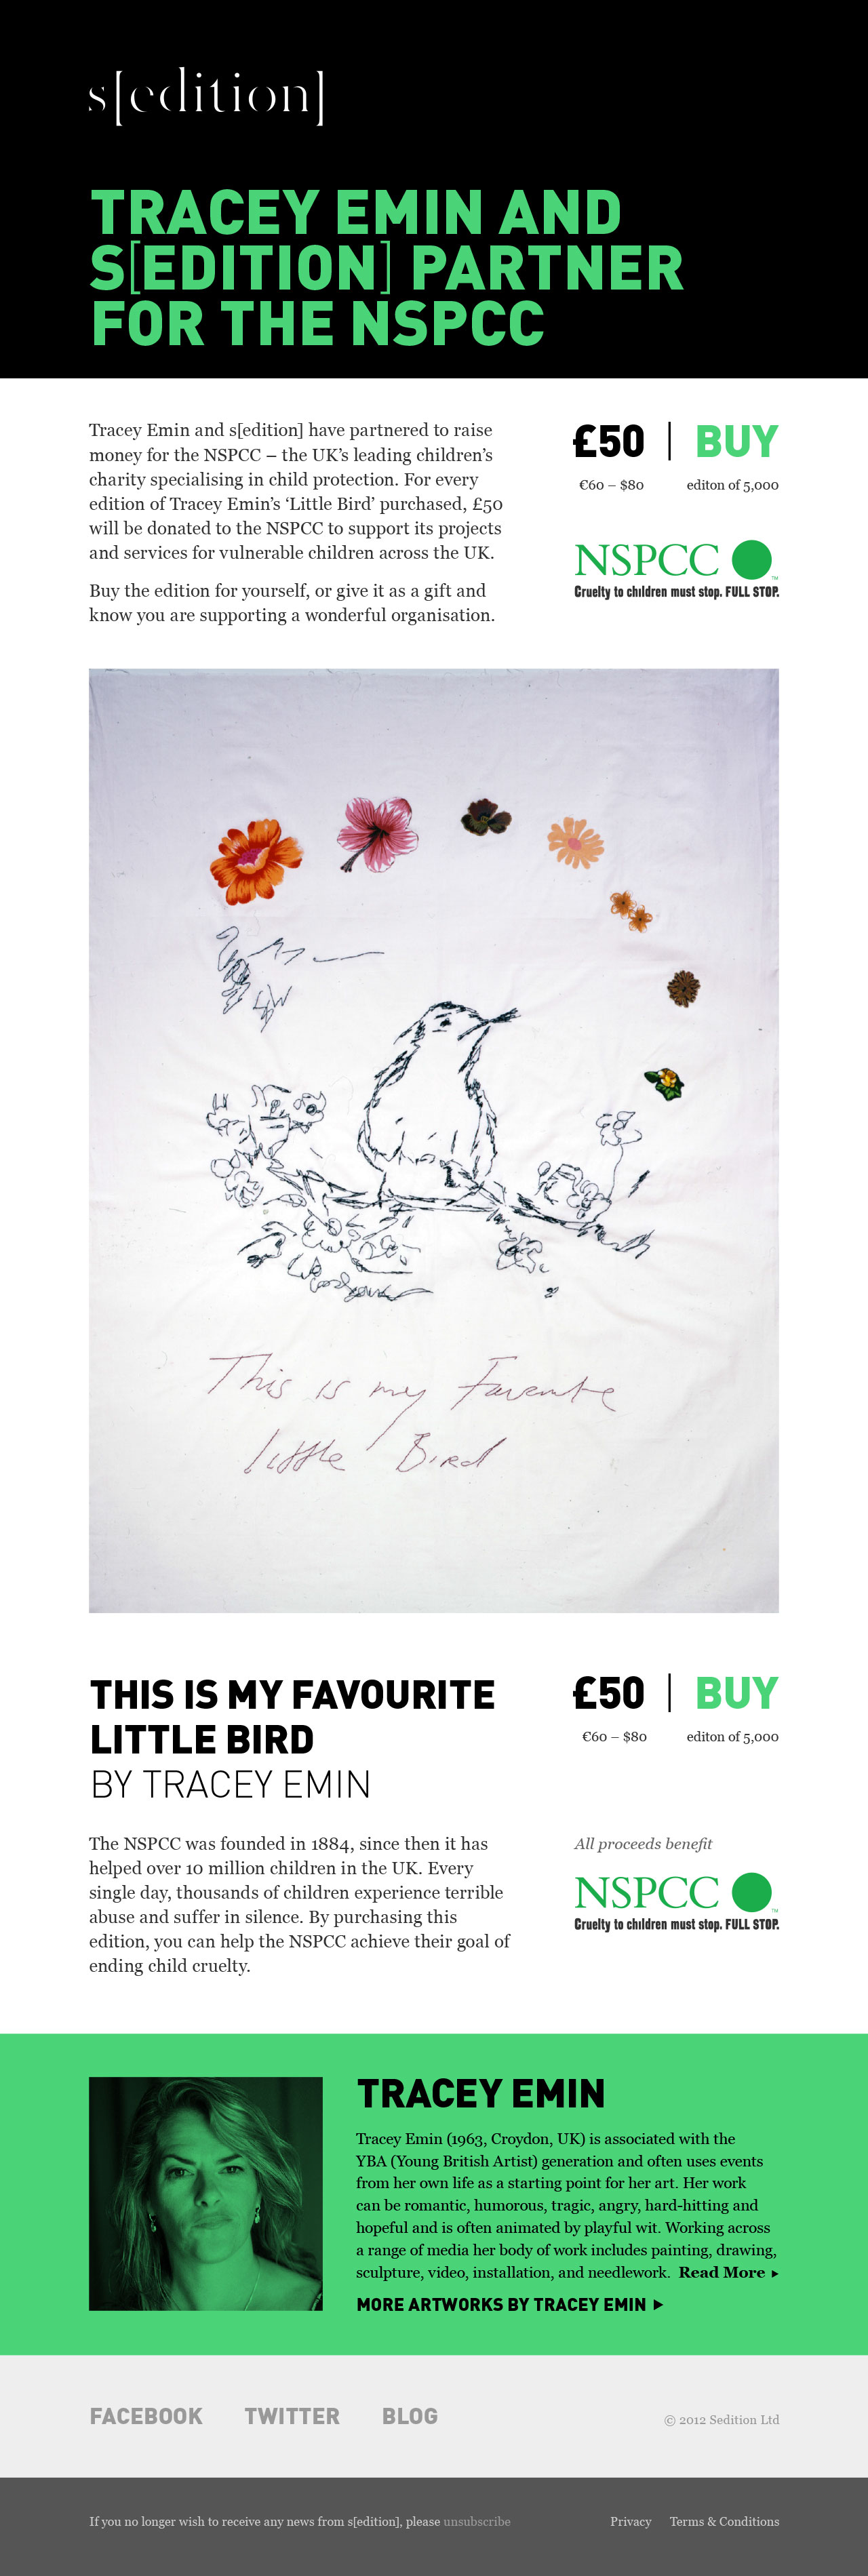 s[edition]
TRACEY EMIN AND
S[EDITION] PARTNER
FOR THE NSPCC
Tracey Emin and s[edition] have partnered to raise
money for the NSPCC – the UK's leading children's
charity specialising in child protection. For every
edition of Tracey Emin's 'Little Bird' purchased, £50
will be donated to the NSPCC to support its projects
and services for vulnerable children across the UK.
Buy the edition for yourself, or give it as a gift and
know you are supporting a wonderful organisation.
£50 | BUY
€60 – $80 editon of 5,000
NSPCC ™
Cruelty to children must stop. FULL STOP.
This is my Favourite
little Bird
THIS IS MY FAVOURITE
LITTLE BIRD
BY TRACEY EMIN
£50 | BUY
€60 – $80 editon of 5,000
The NSPCC was founded in 1884, since then it has
helped over 10 million children in the UK. Every
single day, thousands of children experience terrible
abuse and suffer in silence. By purchasing this
edition, you can help the NSPCC achieve their goal of
ending child cruelty.
All proceeds benefit
NSPCC ™
Cruelty to children must stop. FULL STOP.
TRACEY EMIN
Tracey Emin (1963, Croydon, UK) is associated with the
YBA (Young British Artist) generation and often uses events
from her own life as a starting point for her art. Her work
can be romantic, humorous, tragic, angry, hard-hitting and
hopeful and is often animated by playful wit. Working across
a range of media her body of work includes painting, drawing,
sculpture, video, installation, and needlework. Read More
MORE ARTWORKS BY TRACEY EMIN
FACEBOOK TWITTER BLOG
© 2012 Sedition Ltd
If you no longer wish to receive any news from s[edition], please unsubscribe
Privacy Terms & Conditions